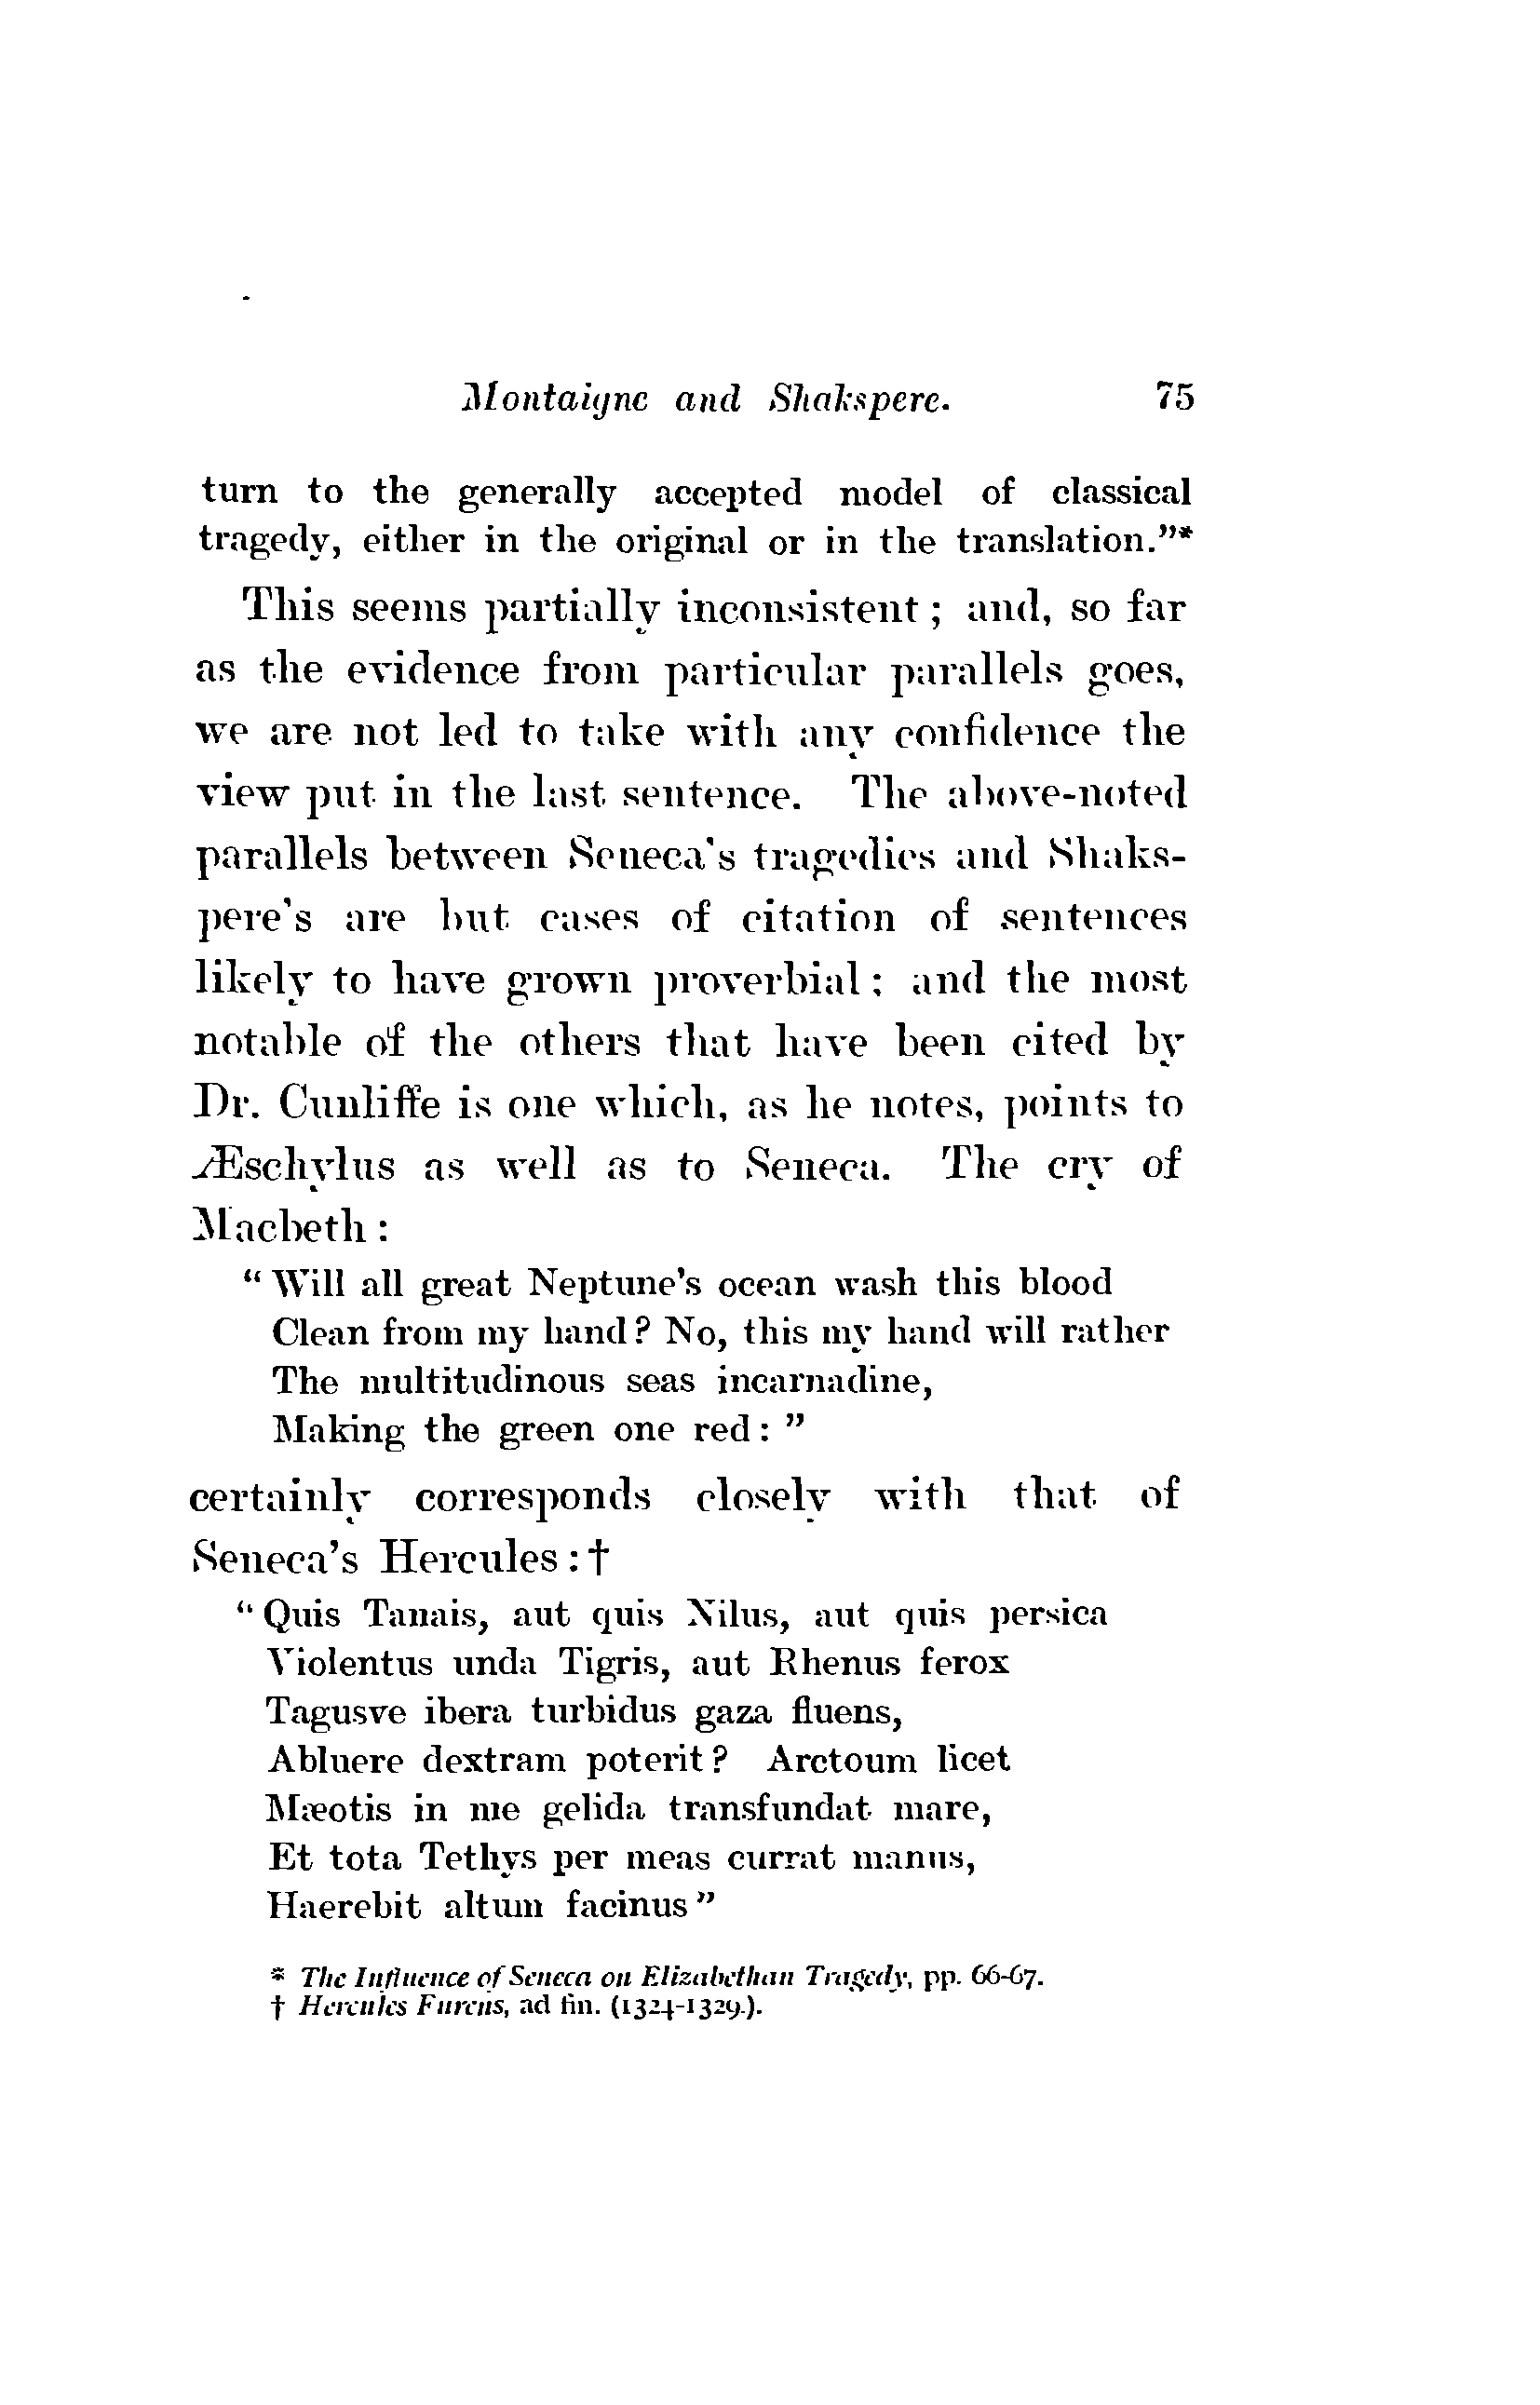 Montaigne and Shakspere. 75
turn to the generally accepted model of classical
tragedy, either in the original or in the translation."*
This seems partially inconsistent; and, so far
as the evidence from particular parallels goes,
we are not led to take with any confidence the
view put in the last sentence. The above-noted
parallels between Seneca's tragedies and Shaks-
pere's are but cases of citation of sentences
likely to have grown proverbial; and the most
notable of the others that have been cited by
Dr. Cunliffe is one which, as he notes, points to
Æschylus as well as to Seneca. The cry of
Macbeth:
"Will all great Neptune's ocean wash this blood
Clean from my hand? No, this my hand will rather
The multitudinous seas incarnadine,
Making the green one red:"
certainly corresponds closely with that of
Seneca's Hercules:†
"Quis Tanais, aut quis Nilus, aut quis persica
Violentus unda Tigris, aut Rhenus ferox
Tagusve ibera turbidus gaza fluens,
Abluere dextram poterit? Arctoum licet
Mæotis in me gelida transfundat mare,
Et tota Tethys per meas currat manus,
Haerebit altum facinus"
* The Influence of Seneca on Elizabethan Tragedy, pp. 66-67.
† Hercules Furens, ad fin. (1324-1329.).